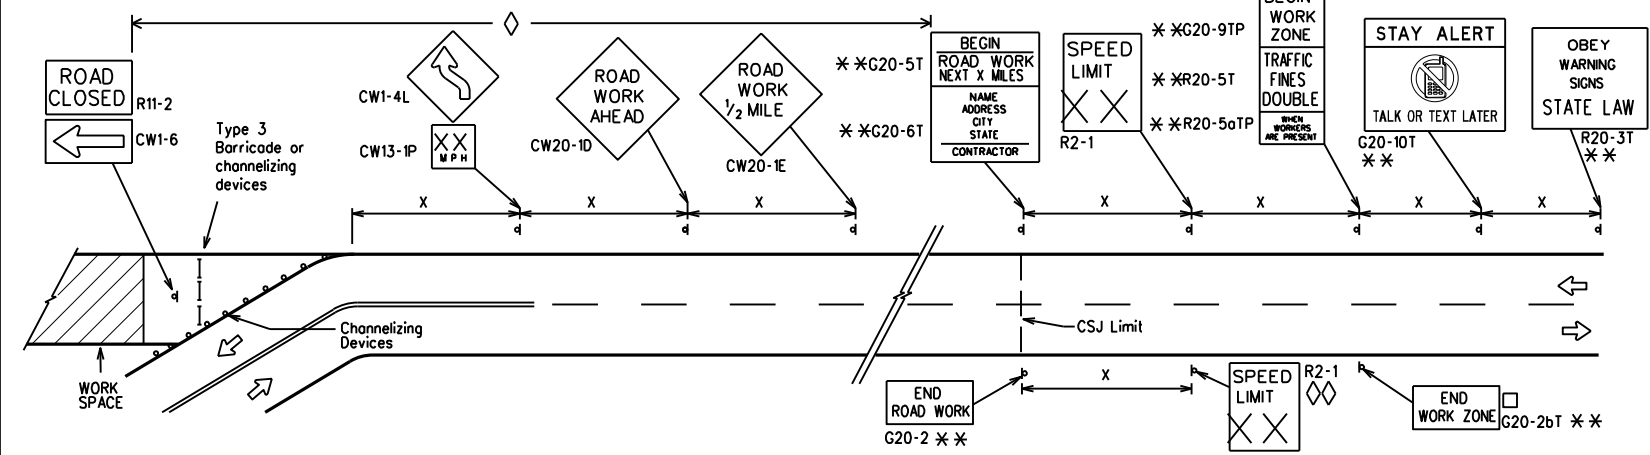 ROAD
CLOSED
R11-2
CW1-6
Type 3
Barricade or
channelizing
devices
CW1-4L
CW13-1P
X X
MPH
ROAD
WORK
AHEAD
CW20-1D
ROAD
WORK
1/2 MILE
CW20-1E
* *G20-5T
* *G20-6T
BEGIN
ROAD WORK
NEXT X MILES
NAME
ADDRESS
CITY
STATE
CONTRACTOR
SPEED
LIMIT
X X
R2-1
* *G20-9TP
* *R20-5T
* *R20-5aTP
BEGIN
WORK
ZONE
TRAFFIC
FINES
DOUBLE
WHEN
WORKERS
ARE PRESENT
STAY ALERT
TALK OR TEXT LATER
G20-10T
* *
OBEY
WARNING
SIGNS
STATE LAW
R20-3T
* *
X
X
X
X
X
X
X
Channelizing
Devices
WORK
SPACE
CSJ Limit
X
END
ROAD WORK
G20-2 * *
SPEED
LIMIT
X X
R2-1
END
WORK ZONE
G20-2bT * *